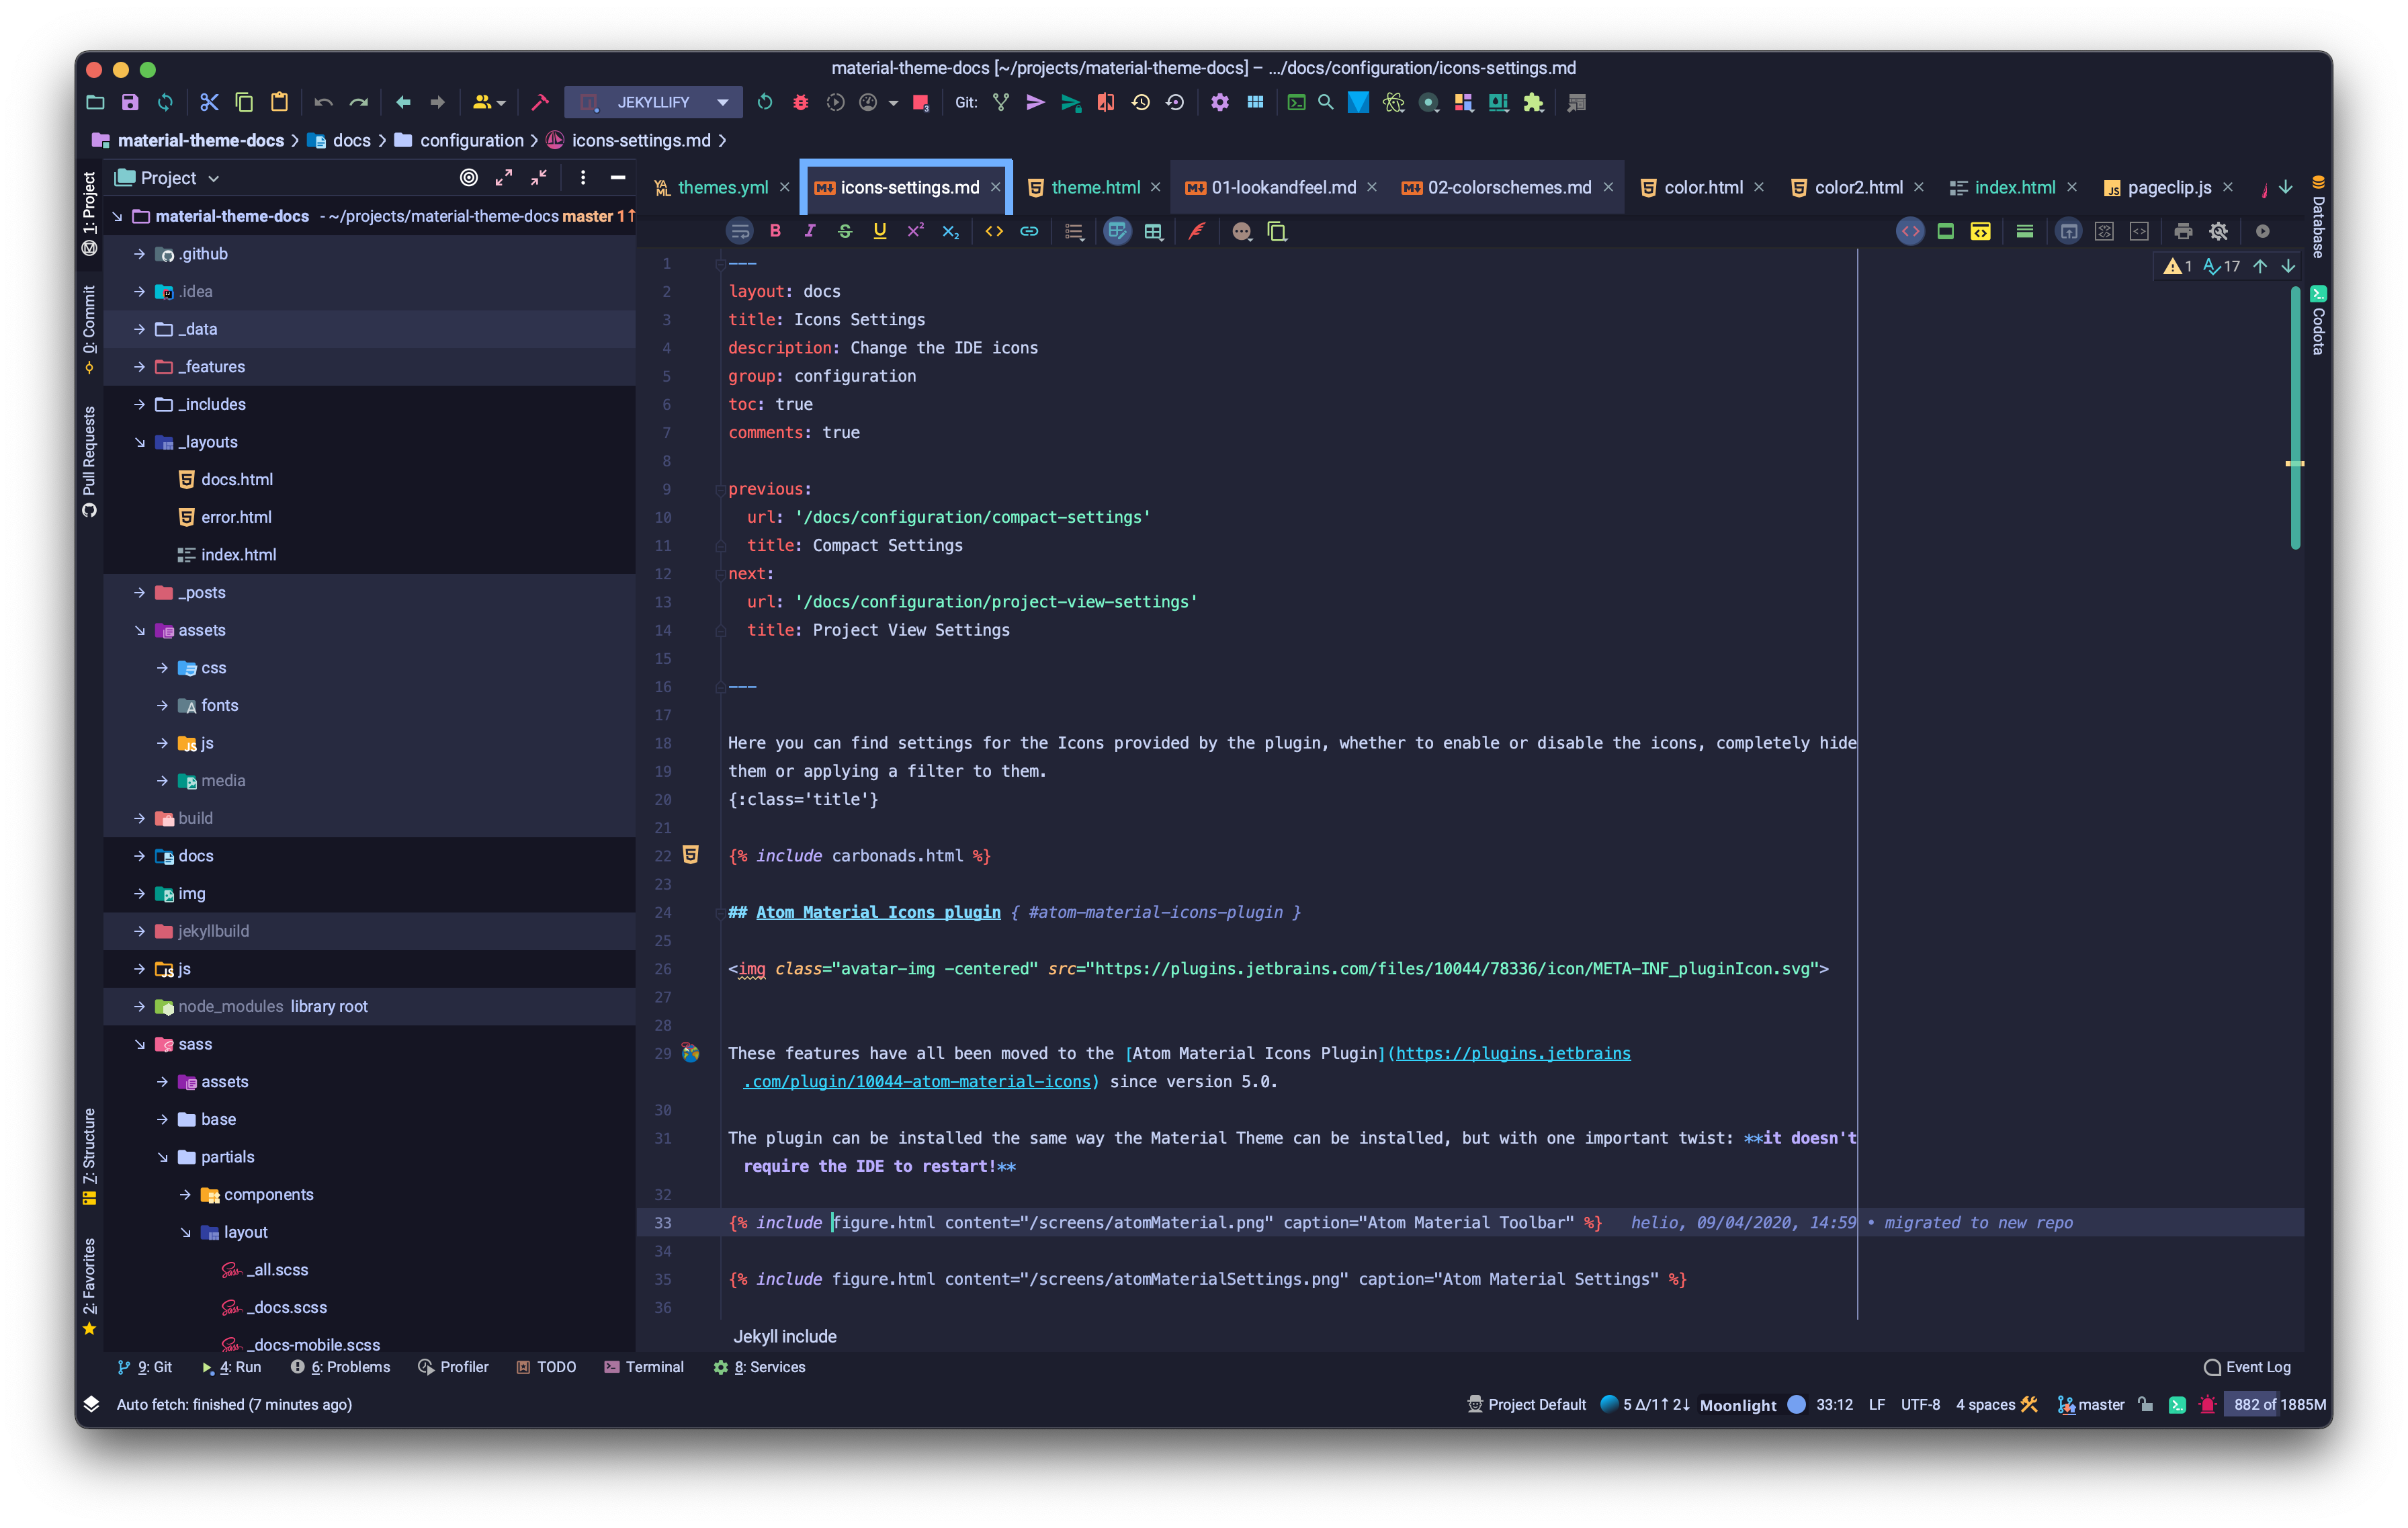 material-theme-docs [~/projects/material-theme-docs] – .../docs/configuration/icons-settings.md
JEKYLLIFY
3
Git:
material-theme-docs
docs
configuration
icons-settings.md
1: Project
0: Commit
Pull Requests
7: Structure
2: Favorites
Project
material-theme-docs - ~/projects/material-theme-docs master 1↑
.github
.idea
_data
_features
_includes
_layouts
docs.html
error.html
index.html
_posts
assets
css
fonts
js
media
build
docs
img
jekyllbuild
js
node_modules library root
sass
assets
base
partials
components
layout
_all.scss
_docs.scss
_docs-mobile.scss
themes.yml
icons-settings.md
theme.html
01-lookandfeel.md
02-colorschemes.md
color.html
color2.html
index.html
pageclip.js
1 17
1 ---
2 layout: docs
3 title: Icons Settings
4 description: Change the IDE icons
5 group: configuration
6 toc: true
7 comments: true
8
9 previous:
10 url: '/docs/configuration/compact-settings'
11 title: Compact Settings
12 next:
13 url: '/docs/configuration/project-view-settings'
14 title: Project View Settings
15
16 ---
17
18 Here you can find settings for the Icons provided by the plugin, whether to enable or disable the icons, completely hide
19 them or applying a filter to them.
20 {:class='title'}
21
22 {% include carbonads.html %}
23
24 ## Atom Material Icons plugin { #atom-material-icons-plugin }
25
26 <img class="avatar-img -centered" src="https://plugins.jetbrains.com/files/10044/78336/icon/META-INF_pluginIcon.svg">
27
28
29 These features have all been moved to the [Atom Material Icons Plugin](https://plugins.jetbrains
.com/plugin/10044-atom-material-icons) since version 5.0.
30
31 The plugin can be installed the same way the Material Theme can be installed, but with one important twist: **it doesn't
require the IDE to restart!**
32
33 {% include figure.html content="/screens/atomMaterial.png" caption="Atom Material Toolbar" %} helio, 09/04/2020, 14:59 • migrated to new repo
34
35 {% include figure.html content="/screens/atomMaterialSettings.png" caption="Atom Material Settings" %}
36
Jekyll include
Database
Codota
9: Git
4: Run
6: Problems
Profiler
TODO
Terminal
8: Services
Event Log
Auto fetch: finished (7 minutes ago)
Project Default
5 Δ/1↑ 2↓
Moonlight
33:12
LF
UTF-8
4 spaces
master
882 of 1885M